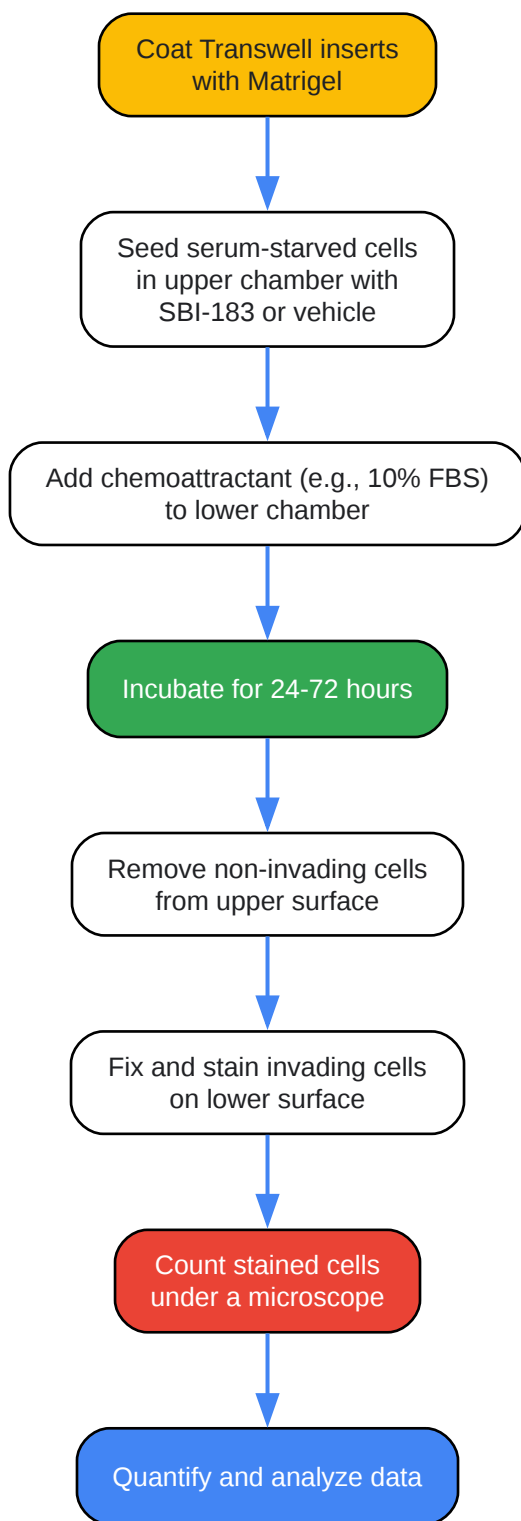 Coat Transwell inserts
with Matrigel
Seed serum-starved cells
in upper chamber with
SBI-183 or vehicle
Add chemoattractant (e.g., 10% FBS)
to lower chamber
Incubate for 24-72 hours
Remove non-invading cells
from upper surface
Fix and stain invading cells
on lower surface
Count stained cells
under a microscope
Quantify and analyze data